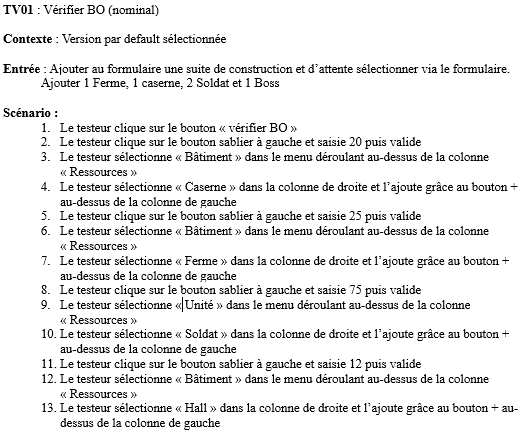 TV01 : Vérifier BO (nominal)
Contexte : Version par default sélectionnée
Entrée : Ajouter au formulaire une suite de construction et d'attente sélectionner via le formulaire.
Ajouter 1 Ferme, 1 caserne, 2 Soldat et 1 Boss
Scénario :
1. Le testeur clique sur le bouton « vérifier BO »
2. Le testeur clique sur le bouton sablier à gauche et saisie 20 puis valide
3. Le testeur sélectionne « Bâtiment » dans le menu déroulant au-dessus de la colonne
« Ressources »
4. Le testeur sélectionne « Caserne » dans la colonne de droite et l'ajoute grâce au bouton +
au-dessus de la colonne de gauche
5. Le testeur clique sur le bouton sablier à gauche et saisie 25 puis valide
6. Le testeur sélectionne « Bâtiment » dans le menu déroulant au-dessus de la colonne
« Ressources »
7. Le testeur sélectionne « Ferme » dans la colonne de droite et l'ajoute grâce au bouton +
au-dessus de la colonne de gauche
8. Le testeur clique sur le bouton sablier à gauche et saisie 75 puis valide
9. Le testeur sélectionne « Unité » dans le menu déroulant au-dessus de la colonne
« Ressources »
10. Le testeur sélectionne « Soldat » dans la colonne de droite et l'ajoute grâce au bouton +
au-dessus de la colonne de gauche
11. Le testeur clique sur le bouton sablier à gauche et saisie 12 puis valide
12. Le testeur sélectionne « Bâtiment » dans le menu déroulant au-dessus de la colonne
« Ressources »
13. Le testeur sélectionne « Hall » dans la colonne de droite et l'ajoute grâce au bouton + au-
dessus de la colonne de gauche